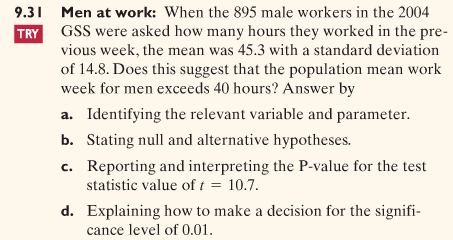 9.31 Men at work: When the 895 male workers in the 2004
TRY GSS were asked how many hours they worked in the pre-
vious week, the mean was 45.3 with a standard deviation
of 14.8. Does this suggest that the population mean work
week for men exceeds 40 hours? Answer by
a. Identifying the relevant variable and parameter.
b. Stating null and alternative hypotheses.
c. Reporting and interpreting the P-value for the test
statistic value of t = 10.7.
d. Explaining how to make a decision for the signifi-
cance level of 0.01.